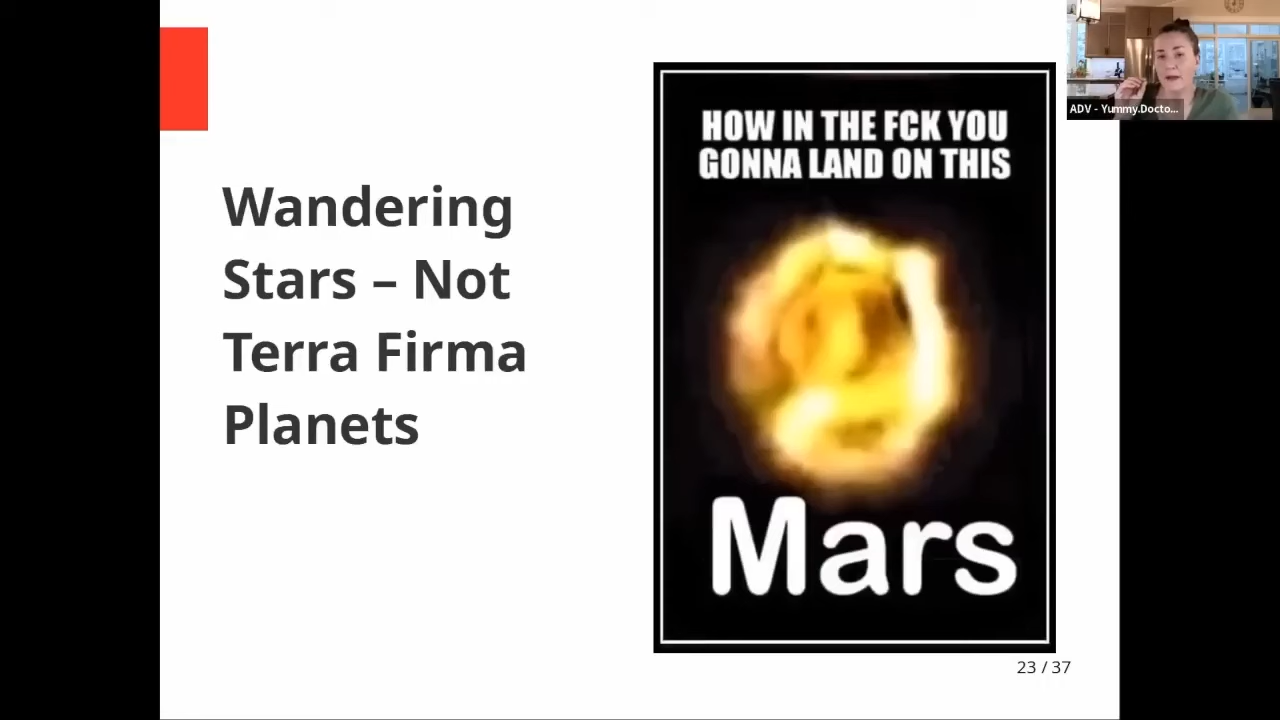 ADV - Yummy.Docto...
HOW IN THE FCK YOU
GONNA LAND ON THIS
Wandering
Stars – Not
Terra Firma
Planets
Mars
23 / 37